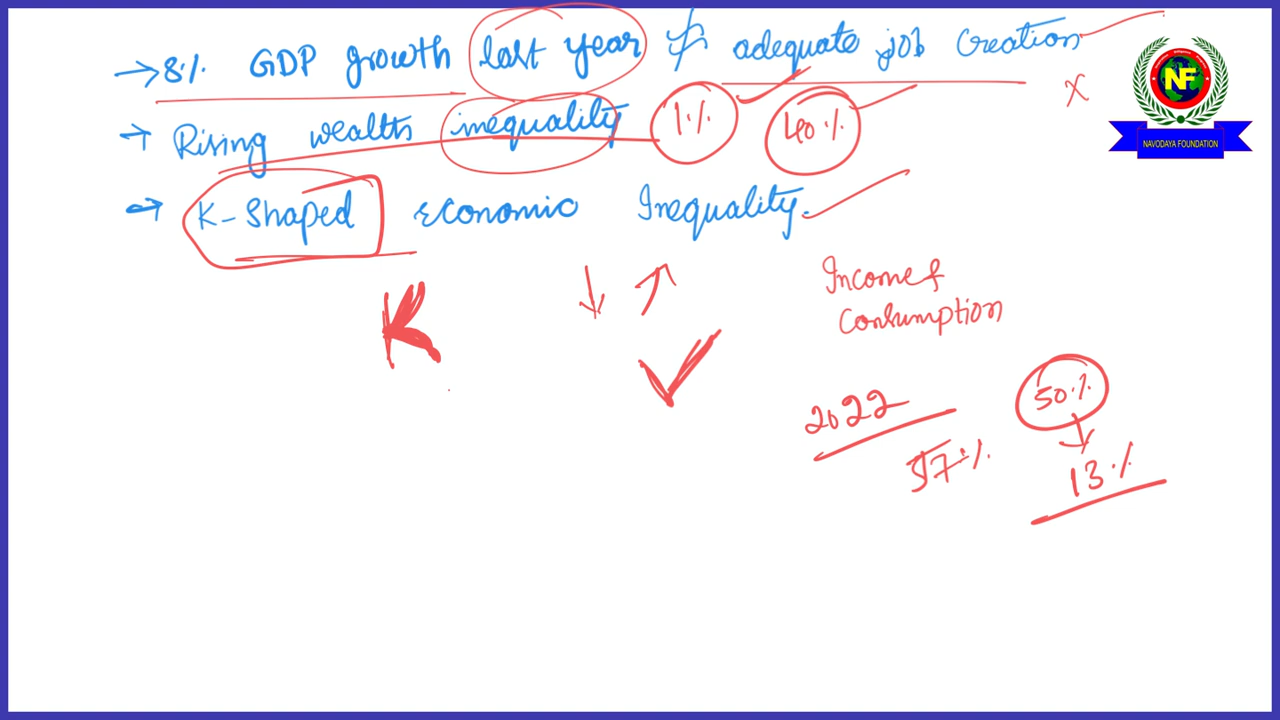 → 8% GDP growth last year ≠ adequate job creation
x
→ Rising wealth inequality 1% 40%
→ K-Shaped Economic Inequality.
K ↓ ↗
Income &
Consumption
2022
57%
50%
↓
13%
NF
NAVODAYA FOUNDATION